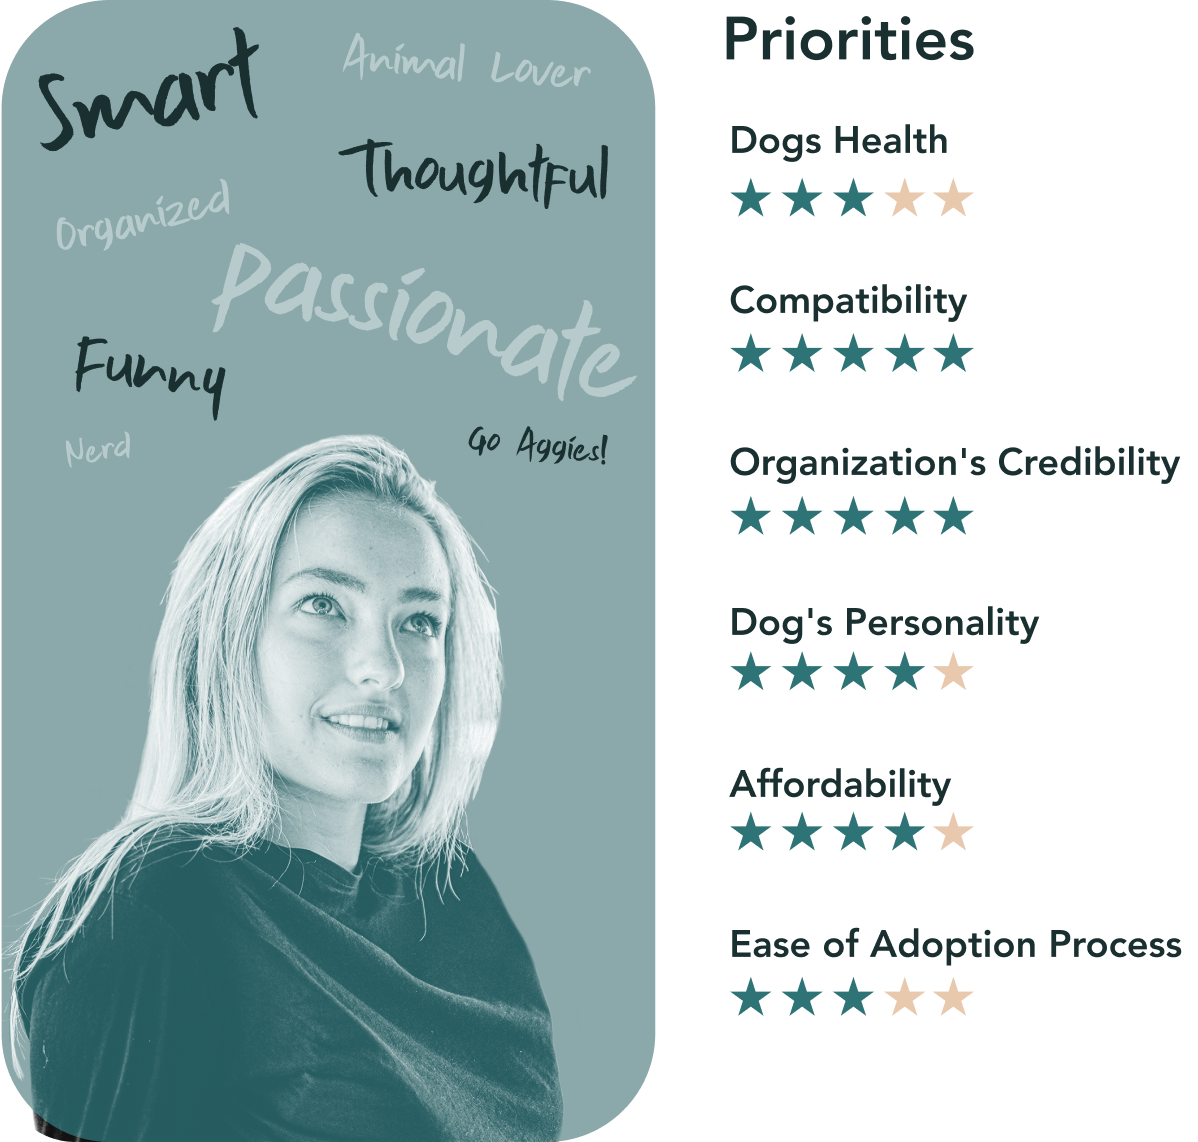 Smart
Animal Lover
Thoughtful
Organized
Passionate
Funny
Nerd
Go Aggies!
Priorities
Dogs Health
Compatibility
Organization's Credibility
Dog's Personality
Affordability
Ease of Adoption Process